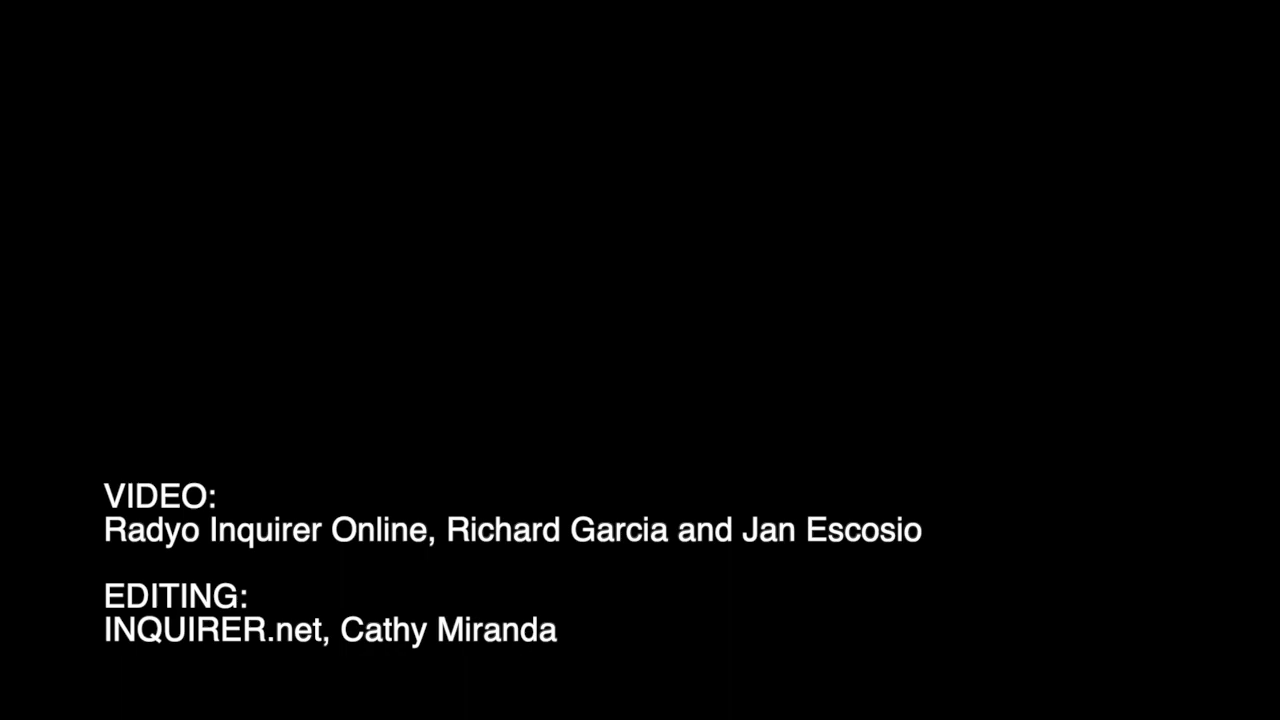 VIDEO:
Radyo Inquirer Online, Richard Garcia and Jan Escosio
EDITING:
INQUIRER.net, Cathy Miranda